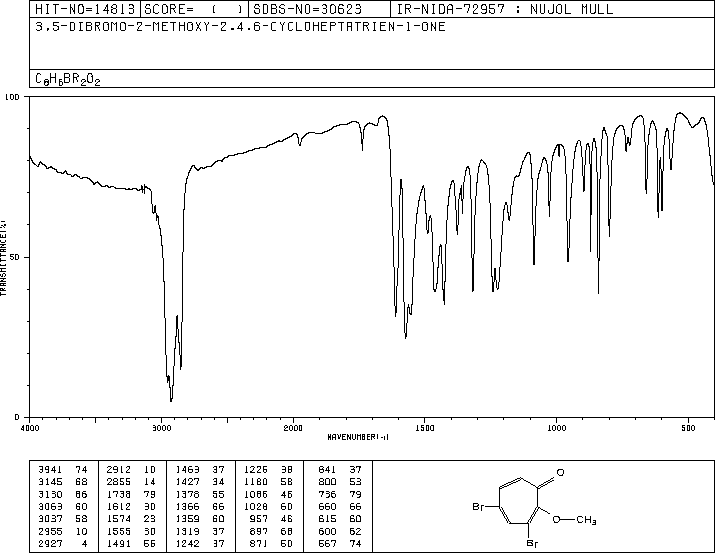 HIT-NO=14813 SCORE= ( ) SDBS-NO=30623 IR-NIDA-72957 : NUJOL MULL
3,5-DIBROMO-2-METHOXY-2,4,6-CYCLOHEPTATRIEN-1-ONE
C8H6BR2O2
100
50
TRANSMITTANCE(%)
0
4000 3000 2000 1500 1000 500
WAVENUMBER(-1)
3941 74 2912 10 1463 37 1226 38 841 37
3145 68 2855 14 1427 34 1180 58 800 53
3130 1738 79 1378 55 1086 46 736 79
3063 60 1612 30 1366 66 1028 60 660 66
3037 58 1574 23 1359 60 957 46 615 60
2955 10 1555 30 1319 37 897 68 600 62
2927 4 1491 1242 37 871 567 74
O
Br
O CH3
Br